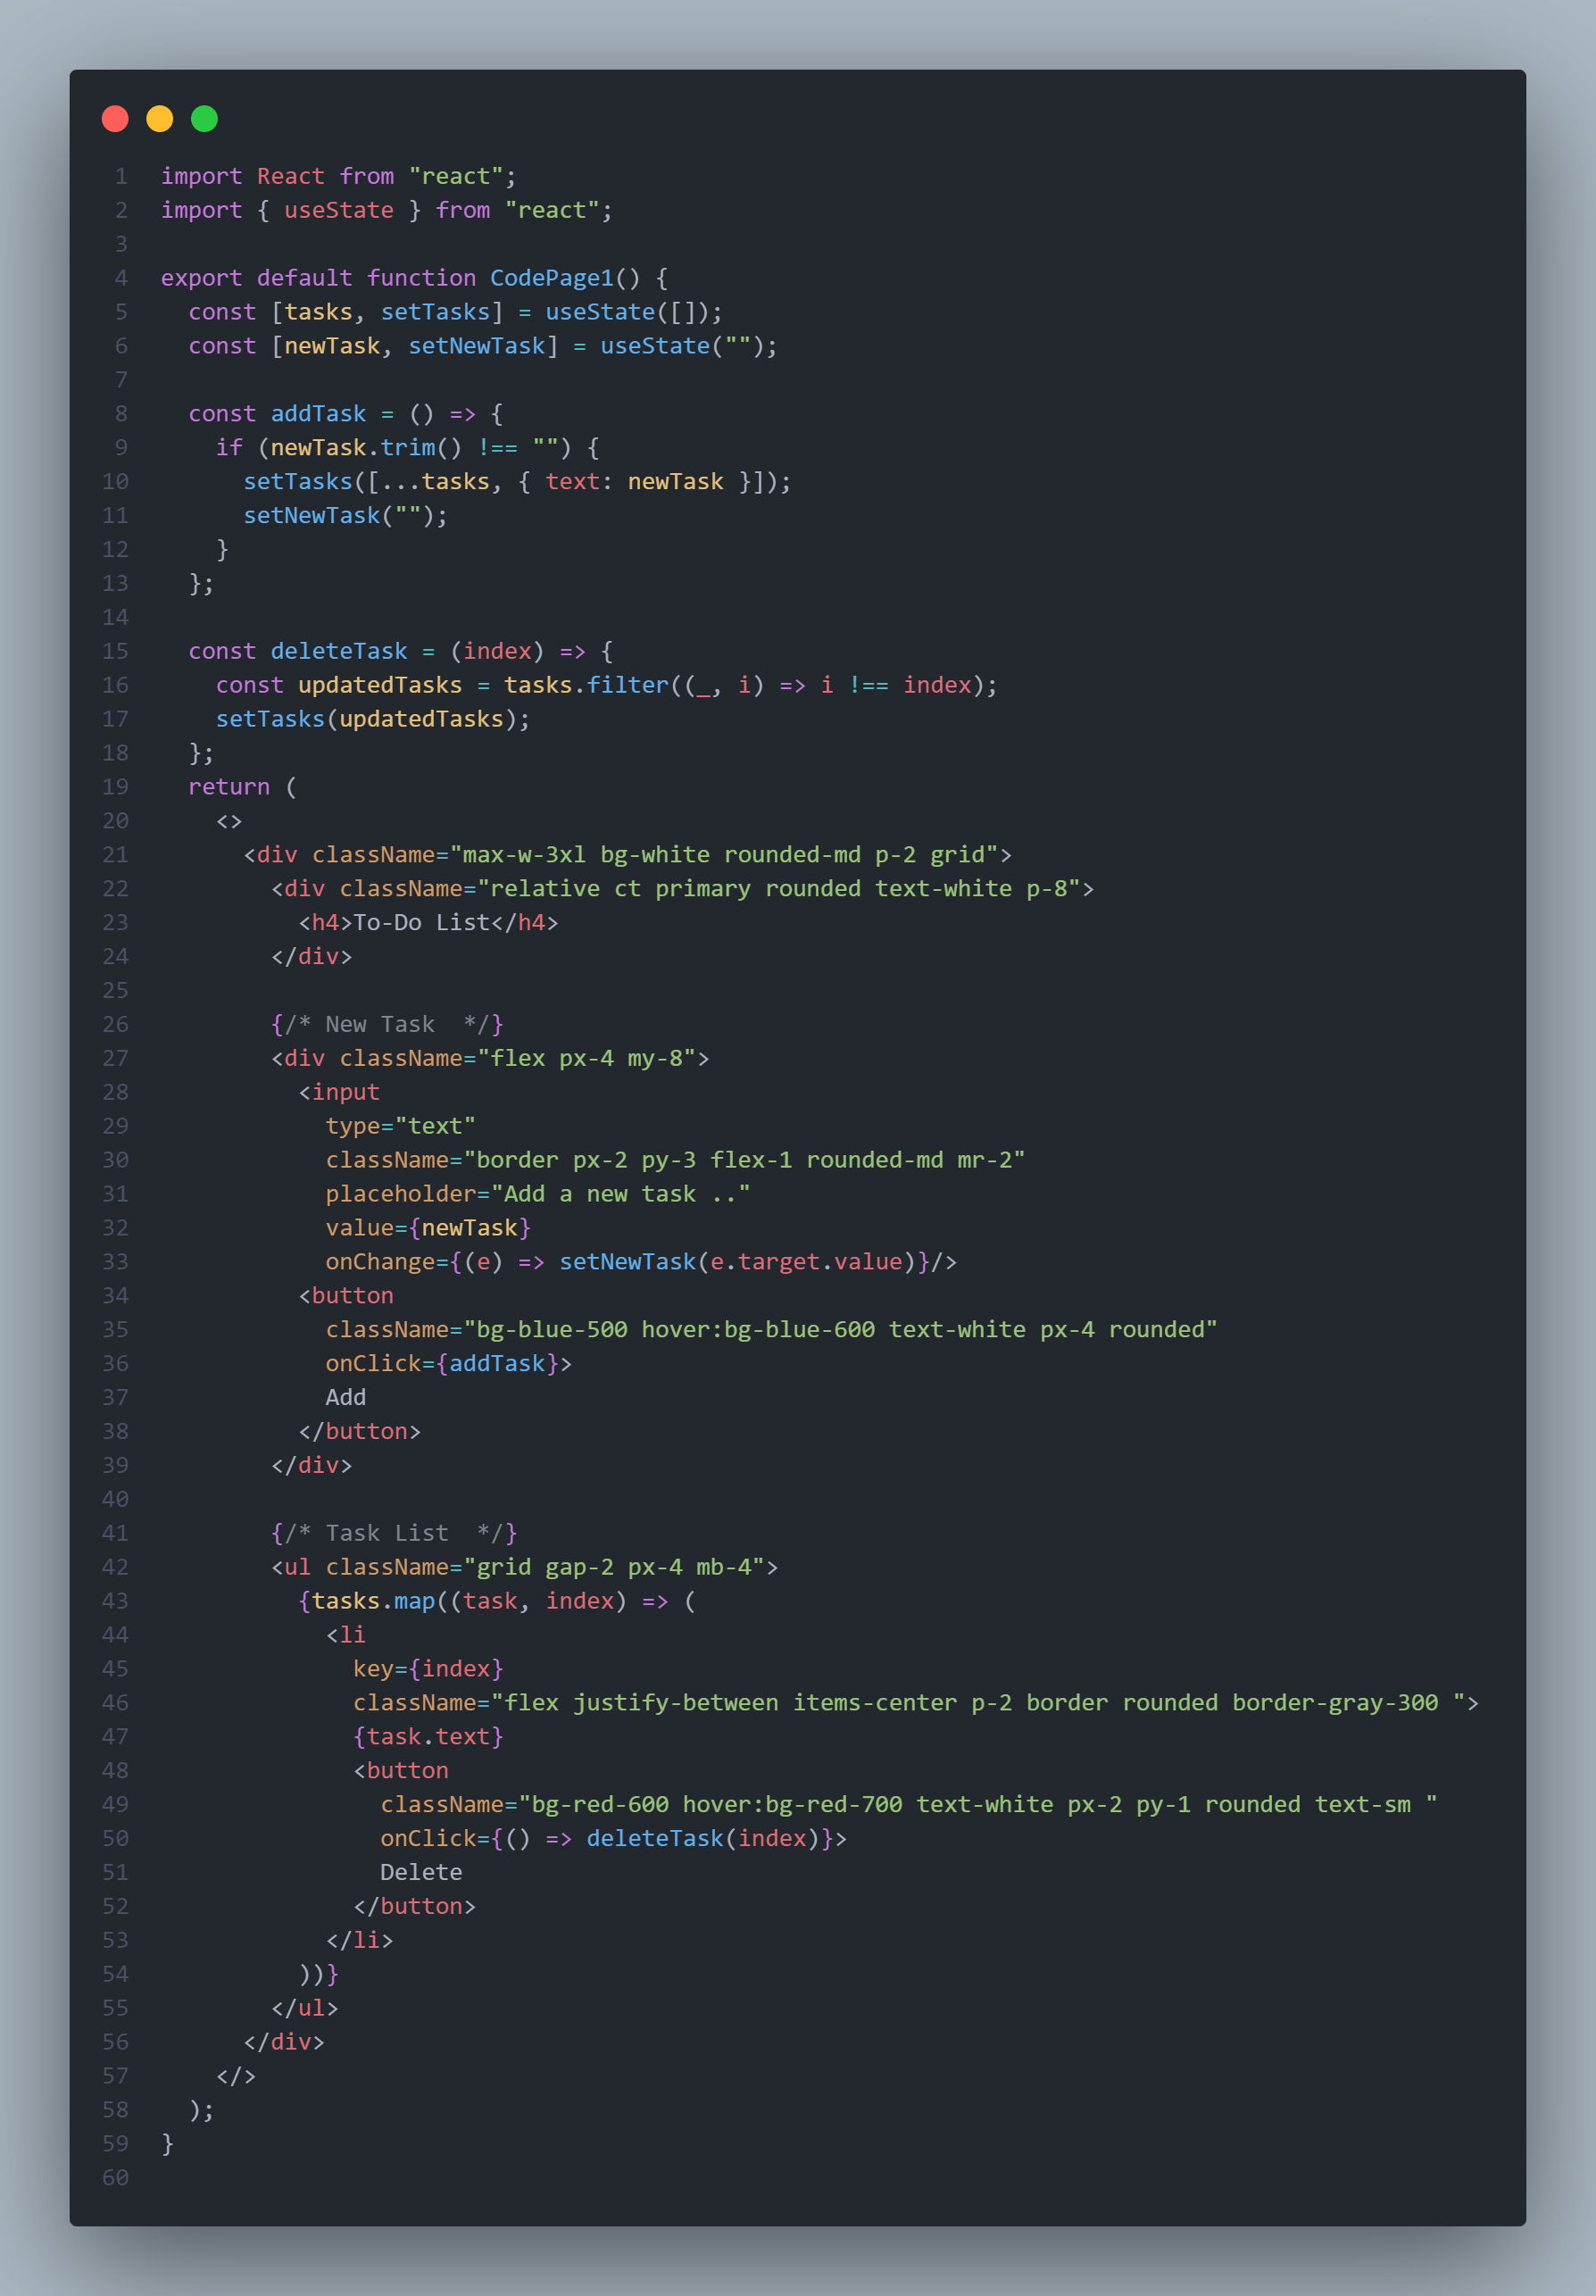 1 import React from "react";
2 import { useState } from "react";
3
4 export default function CodePage1() {
5   const [tasks, setTasks] = useState([]);
6   const [newTask, setNewTask] = useState("");
7
8   const addTask = () => {
9     if (newTask.trim() !== "") {
10       setTasks([...tasks, { text: newTask }]);
11       setNewTask("");
12     }
13   };
14
15   const deleteTask = (index) => {
16     const updatedTasks = tasks.filter((_, i) => i !== index);
17     setTasks(updatedTasks);
18   };
19   return (
20     <>
21       <div className="max-w-3xl bg-white rounded-md p-2 grid">
22         <div className="relative ct primary rounded text-white p-8">
23           <h4>To-Do List</h4>
24         </div>
25
26         {/* New Task  */}
27         <div className="flex px-4 my-8">
28           <input
29             type="text"
30             className="border px-2 py-3 flex-1 rounded-md mr-2"
31             placeholder="Add a new task .."
32             value={newTask}
33             onChange={(e) => setNewTask(e.target.value)}/>
34           <button
35             className="bg-blue-500 hover:bg-blue-600 text-white px-4 rounded"
36             onClick={addTask}>
37             Add
38           </button>
39         </div>
40
41         {/* Task List  */}
42         <ul className="grid gap-2 px-4 mb-4">
43           {tasks.map((task, index) => (
44             <li
45               key={index}
46               className="flex justify-between items-center p-2 border rounded border-gray-300 ">
47               {task.text}
48               <button
49                 className="bg-red-600 hover:bg-red-700 text-white px-2 py-1 rounded text-sm "
50                 onClick={() => deleteTask(index)}>
51                 Delete
52               </button>
53             </li>
54           ))}
55         </ul>
56       </div>
57     </>
58   );
59 }
60